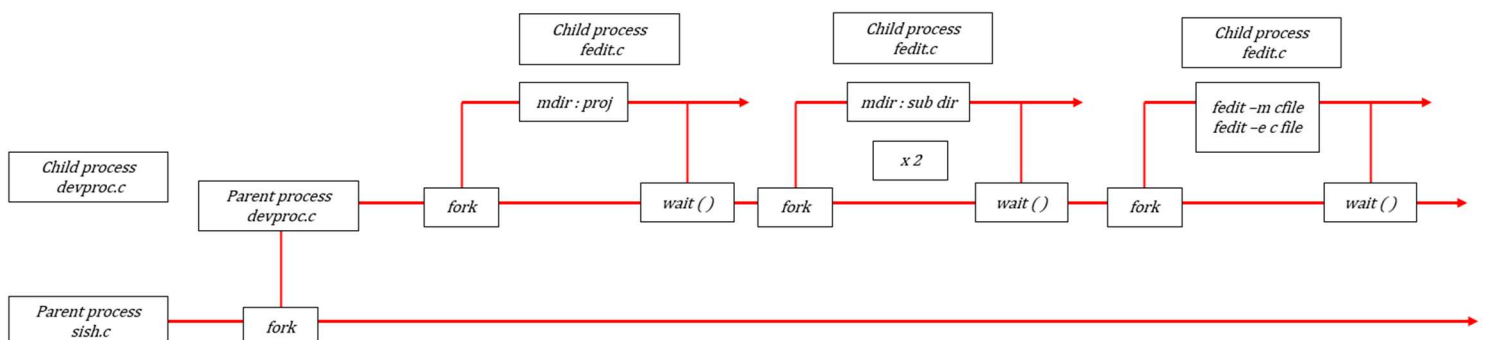 Child process
fedit.c
Child process
fedit.c
Child process
fedit.c
mdir : proj
mdir : sub dir
fedit –m cfile
fedit –e c file
x 2
Child process
devproc.c
Parent process
devproc.c
fork
wait ( )
fork
wait ( )
fork
wait ( )
Parent process
sish.c
fork